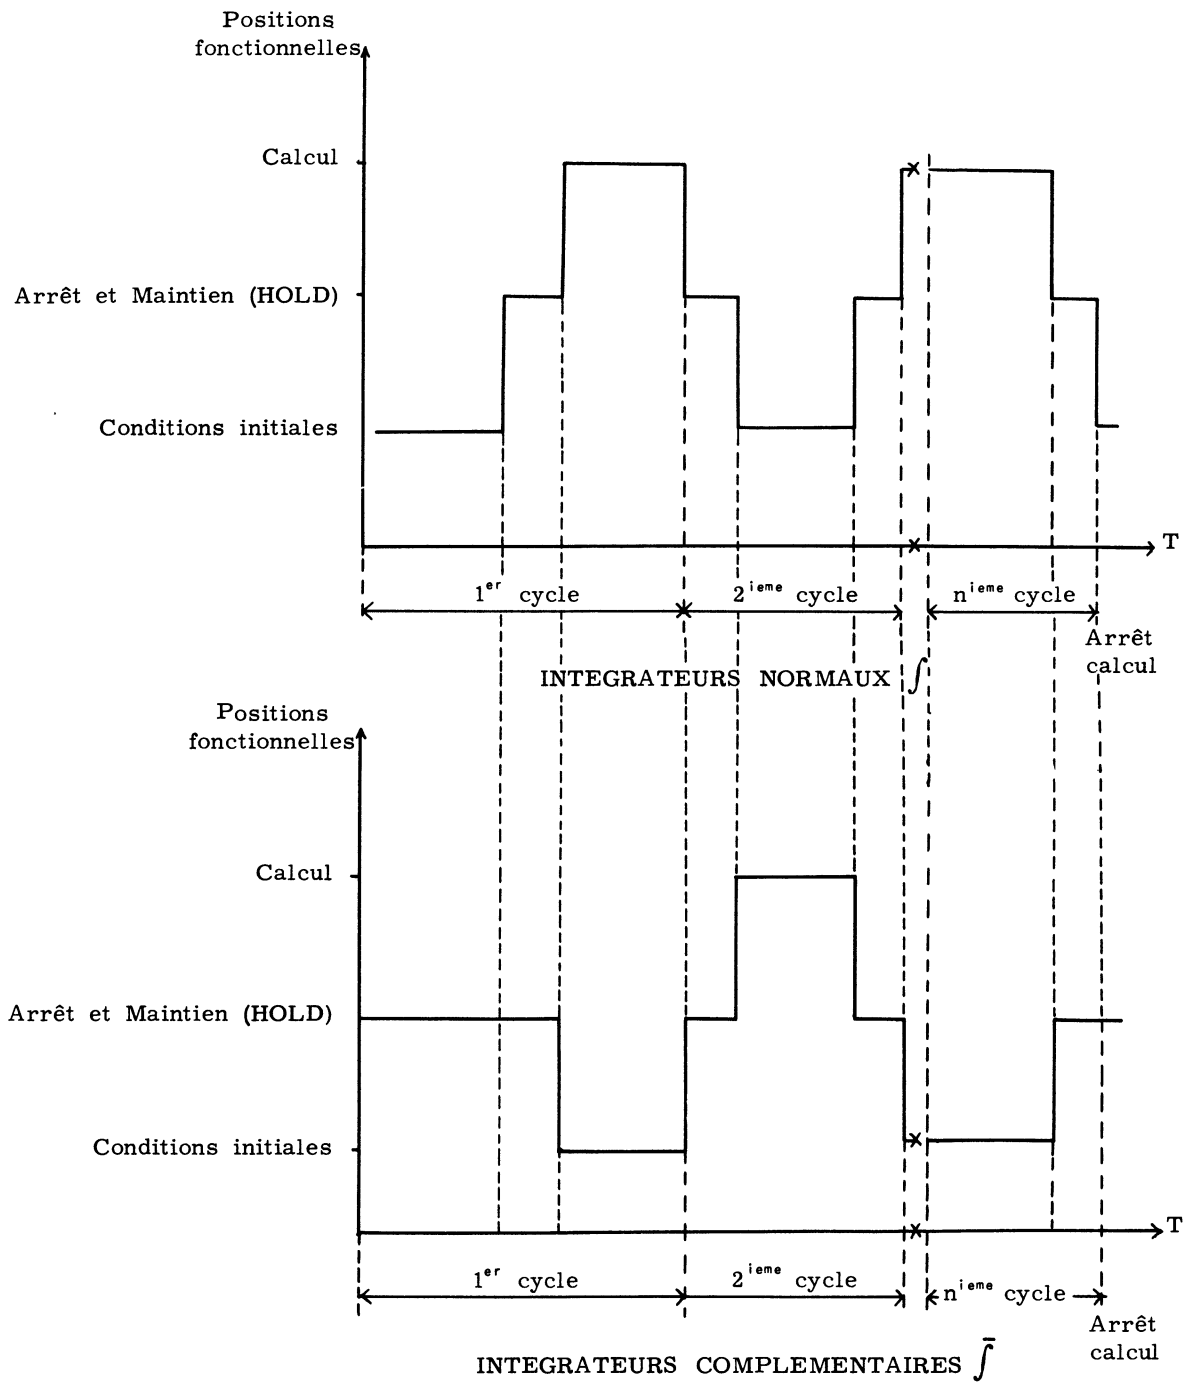 Positions
fonctionnelles
Calcul
Arrêt et Maintien (HOLD)
Conditions initiales
T
1er cycle
2ieme cycle
nieme cycle
Arrêt
calcul
INTEGRATEURS NORMAUX ∫
Positions
fonctionnelles
Calcul
Arrêt et Maintien (HOLD)
Conditions initiales
T
1er cycle
2ieme cycle
nieme cycle
Arrêt
calcul
INTEGRATEURS COMPLEMENTAIRES ∫̄